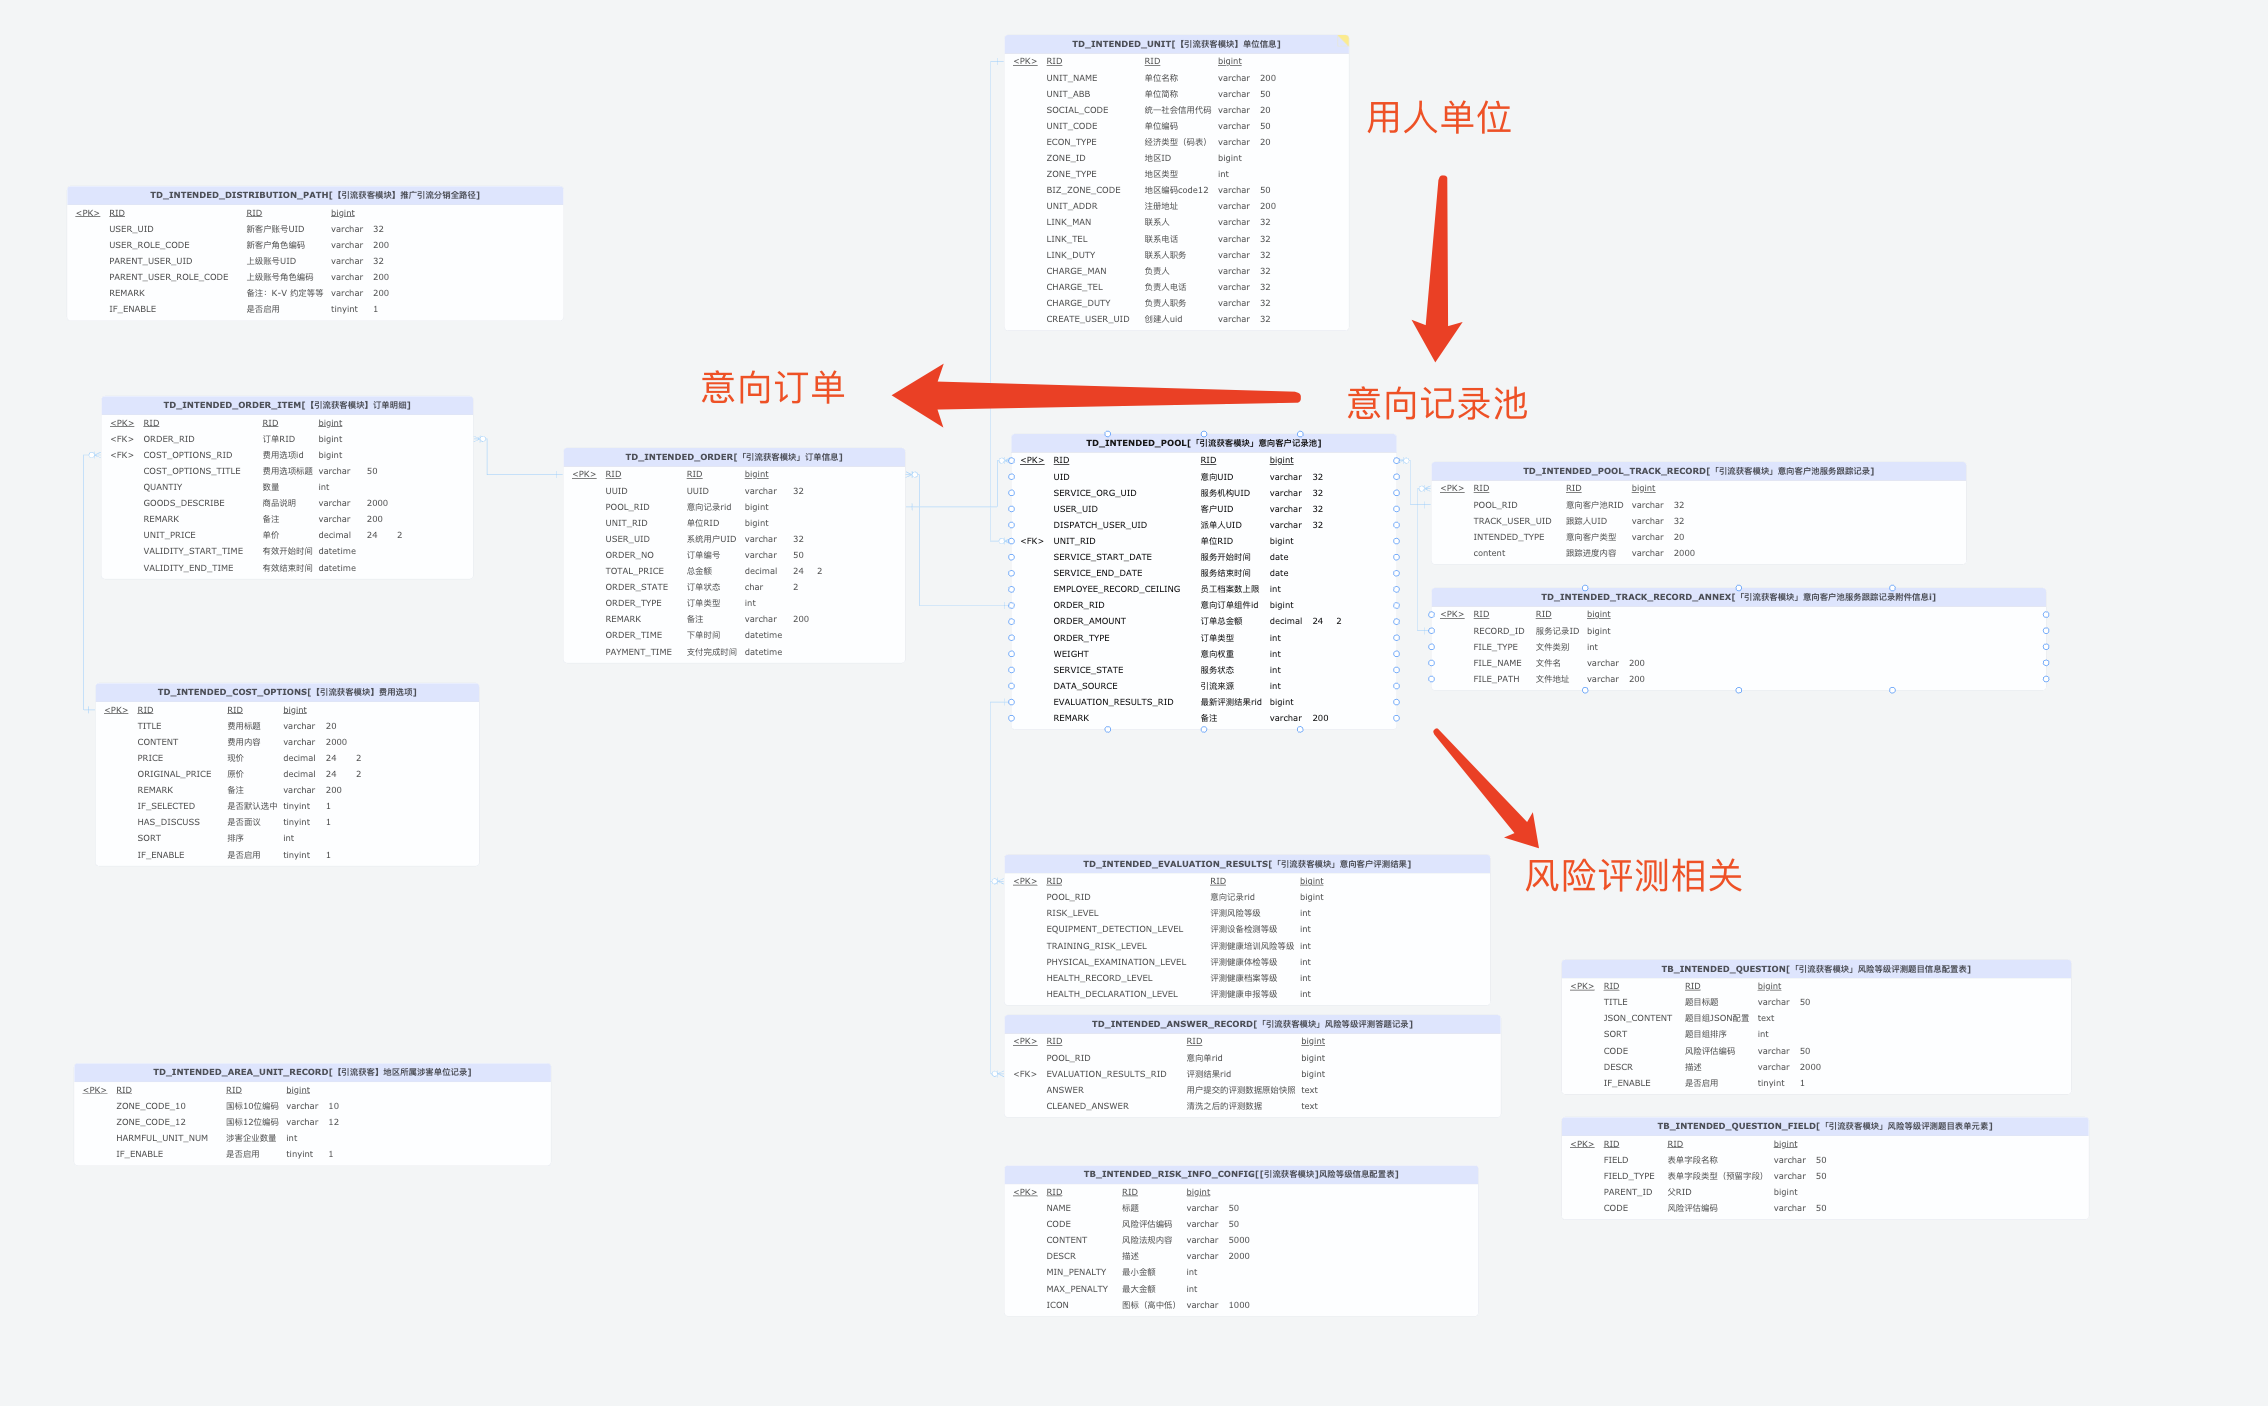 TD_INTENDED_UNIT[【引流获客模块】单位信息]
<PK> RID RID bigint
UNIT_NAME 单位名称 varchar 200
UNIT_ABB 单位简称 varchar 50
SOCIAL_CODE 统一社会信用代码 varchar 20
UNIT_CODE 单位编码 varchar 50
ECON_TYPE 经济类型（码表） varchar 20
ZONE_ID 地区ID bigint
ZONE_TYPE 地区类型 int
BIZ_ZONE_CODE 地区编码code12 varchar 50
UNIT_ADDR 注册地址 varchar 200
LINK_MAN 联系人 varchar 32
LINK_TEL 联系电话 varchar 32
LINK_DUTY 联系人职务 varchar 32
CHARGE_MAN 负责人 varchar 32
CHARGE_TEL 负责人电话 varchar 32
CHARGE_DUTY 负责人职务 varchar 32
CREATE_USER_UID 创建人uid varchar 32
用人单位
TD_INTENDED_DISTRIBUTION_PATH[【引流获客模块】推广引流分销全路径]
<PK> RID RID bigint
USER_UID 新客户账号UID varchar 32
USER_ROLE_CODE 新客户角色编码 varchar 200
PARENT_USER_UID 上级账号UID varchar 32
PARENT_USER_ROLE_CODE 上级账号角色编码 varchar 200
REMARK 备注：K-V 约定等等 varchar 200
IF_ENABLE 是否启用 tinyint 1
意向订单
意向记录池
TD_INTENDED_ORDER_ITEM[【引流获客模块】订单明细]
<PK> RID RID bigint
<FK> ORDER_RID 订单RID bigint
<FK> COST_OPTIONS_RID 费用选项id bigint
COST_OPTIONS_TITLE 费用选项标题 varchar 50
QUANTIY 数量 int
GOODS_DESCRIBE 商品说明 varchar 2000
REMARK 备注 varchar 200
UNIT_PRICE 单价 decimal 24 2
VALIDITY_START_TIME 有效开始时间 datetime
VALIDITY_END_TIME 有效结束时间 datetime
TD_INTENDED_ORDER[「引流获客模块」订单信息]
<PK> RID RID bigint
UUID UUID varchar 32
POOL_RID 意向记录rid bigint
UNIT_RID 单位RID bigint
USER_UID 系统用户UID varchar 32
ORDER_NO 订单编号 varchar 50
TOTAL_PRICE 总金额 decimal 24 2
ORDER_STATE 订单状态 char 2
ORDER_TYPE 订单类型 int
REMARK 备注 varchar 200
ORDER_TIME 下单时间 datetime
PAYMENT_TIME 支付完成时间 datetime
TD_INTENDED_POOL[「引流获客模块」意向客户记录池]
<PK> RID RID bigint
UID 意向UID varchar 32
SERVICE_ORG_UID 服务机构UID varchar 32
USER_UID 客户UID varchar 32
DISPATCH_USER_UID 派单人UID varchar 32
<FK> UNIT_RID 单位RID bigint
SERVICE_START_DATE 服务开始时间 date
SERVICE_END_DATE 服务结束时间 date
EMPLOYEE_RECORD_CEILING 员工档案数上限 int
ORDER_RID 意向订单组件id bigint
ORDER_AMOUNT 订单总金额 decimal 24 2
ORDER_TYPE 订单类型 int
WEIGHT 意向权重 int
SERVICE_STATE 服务状态 int
DATA_SOURCE 引流来源 int
EVALUATION_RESULTS_RID 最新评测结果rid bigint
REMARK 备注 varchar 200
TD_INTENDED_POOL_TRACK_RECORD[「引流获客模块」意向客户池服务跟踪记录]
<PK> RID RID bigint
POOL_RID 意向客户池RID varchar 32
TRACK_USER_UID 跟踪人UID varchar 32
INTENDED_TYPE 意向客户类型 varchar 20
content 跟踪进度内容 varchar 2000
TD_INTENDED_TRACK_RECORD_ANNEX[「引流获客模块」意向客户池服务跟踪记录附件信息i]
<PK> RID RID bigint
RECORD_ID 服务记录ID bigint
FILE_TYPE 文件类别 int
FILE_NAME 文件名 varchar 200
FILE_PATH 文件地址 varchar 200
TD_INTENDED_COST_OPTIONS[【引流获客模块】费用选项]
<PK> RID RID bigint
TITLE 费用标题 varchar 20
CONTENT 费用内容 varchar 2000
PRICE 现价 decimal 24 2
ORIGINAL_PRICE 原价 decimal 24 2
REMARK 备注 varchar 200
IF_SELECTED 是否默认选中 tinyint 1
HAS_DISCUSS 是否面议 tinyint 1
SORT 排序 int
IF_ENABLE 是否启用 tinyint 1
风险评测相关
TD_INTENDED_EVALUATION_RESULTS[「引流获客模块」意向客户评测结果]
<PK> RID RID bigint
POOL_RID 意向记录rid bigint
RISK_LEVEL 评测风险等级 int
EQUIPMENT_DETECTION_LEVEL 评测设备检测等级 int
TRAINING_RISK_LEVEL 评测健康培训风险等级 int
PHYSICAL_EXAMINATION_LEVEL 评测健康体检等级 int
HEALTH_RECORD_LEVEL 评测健康档案等级 int
HEALTH_DECLARATION_LEVEL 评测健康申报等级 int
TD_INTENDED_ANSWER_RECORD[「引流获客模块」风险等级评测答题记录]
<PK> RID RID bigint
POOL_RID 意向单rid bigint
<FK> EVALUATION_RESULTS_RID 评测结果rid bigint
ANSWER 用户提交的评测数据原始快照 text
CLEANED_ANSWER 清洗之后的评测数据 text
TB_INTENDED_QUESTION[「引流获客模块」风险等级评测题目信息配置表]
<PK> RID RID bigint
TITLE 题目标题 varchar 50
JSON_CONTENT 题目组JSON配置 text
SORT 题目组排序 int
CODE 风险评估编码 varchar 50
DESCR 描述 varchar 2000
IF_ENABLE 是否启用 tinyint 1
TD_INTENDED_AREA_UNIT_RECORD[【引流获客】地区所属涉害单位记录]
<PK> RID RID bigint
ZONE_CODE_10 国标10位编码 varchar 10
ZONE_CODE_12 国标12位编码 varchar 12
HARMFUL_UNIT_NUM 涉害企业数量 int
IF_ENABLE 是否启用 tinyint 1
TB_INTENDED_QUESTION_FIELD[「引流获客模块」风险等级评测题目表单元素]
<PK> RID RID bigint
FIELD 表单字段名称 varchar 50
FIELD_TYPE 表单字段类型（预留字段） varchar 50
PARENT_ID 父RID bigint
CODE 风险评估编码 varchar 50
TB_INTENDED_RISK_INFO_CONFIG[[引流获客模块]风险等级信息配置表]
<PK> RID RID bigint
NAME 标题 varchar 50
CODE 风险评估编码 varchar 50
CONTENT 风险法规内容 varchar 5000
DESCR 描述 varchar 2000
MIN_PENALTY 最小金额 int
MAX_PENALTY 最大金额 int
ICON 图标（高中低） varchar 1000